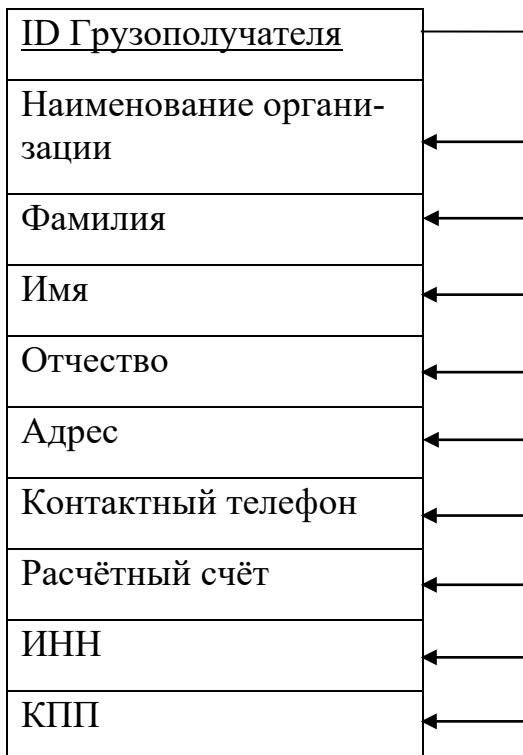 ID Грузополучателя
Наименование органи-
зации
Фамилия
Имя
Отчество
Адрес
Контактный телефон
Расчётный счёт
ИНН
КПП